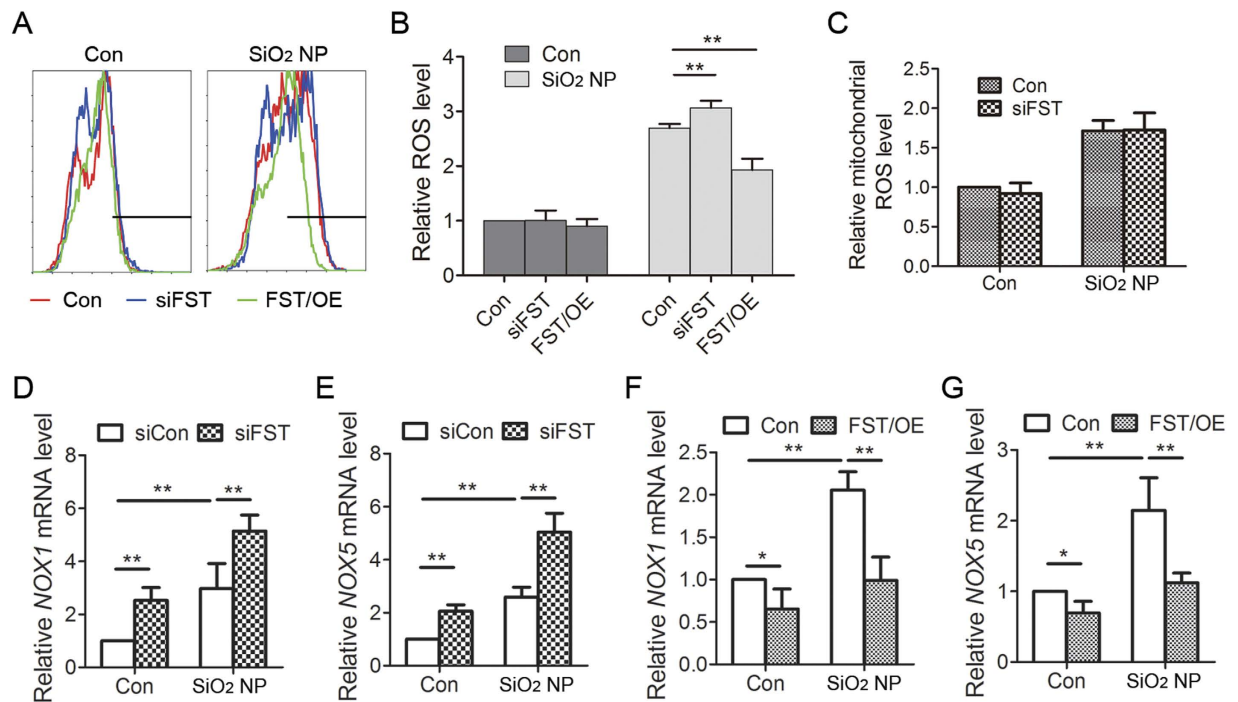 A
Con
SiO2 NP
Con
siFST
FST/OE
B
Relative ROS level
4
3
2
1
0
Con
SiO2 NP
**
**
Con
siFST
FST/OE
Con
siFST
FST/OE
C
Relative mitochondrial
ROS level
2.5
2.0
1.5
1.0
0.5
0.0
Con
siFST
Con
SiO2 NP
D
Relative NOX1 mRNA level
siCon
siFST
8
6
4
2
0
**
**
**
Con
SiO2 NP
E
Relative NOX5 mRNA level
siCon
siFST
8
6
4
2
0
**
**
**
Con
SiO2 NP
F
Relative NOX1 mRNA level
Con
FST/OE
2.5
2.0
1.5
1.0
0.5
0.0
**
**
*
Con
SiO2 NP
G
Relative NOX5 mRNA level
Con
FST/OE
3
2
1
0
**
**
*
Con
SiO2 NP